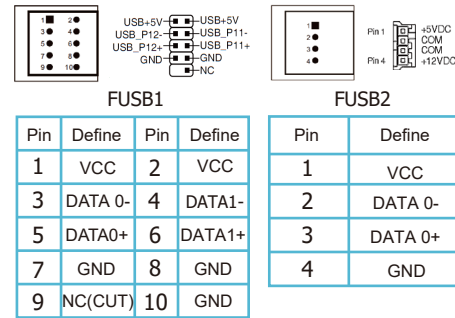 1 2
3 4
5 6
7 8
9 10
USB+5V USB+5V
USB_P12- USB_P11-
USB_P12+ USB_P11+
GND GND
NC
1
2
3
4
Pin 1
Pin 4
+5VDC
COM
COM
+12VDC
FUSB1
Pin Define Pin Define
1 VCC 2 VCC
3 DATA 0- 4 DATA1-
5 DATA0+ 6 DATA1+
7 GND 8 GND
9 NC(CUT) 10 GND
FUSB2
Pin Define
1 VCC
2 DATA 0-
3 DATA 0+
4 GND